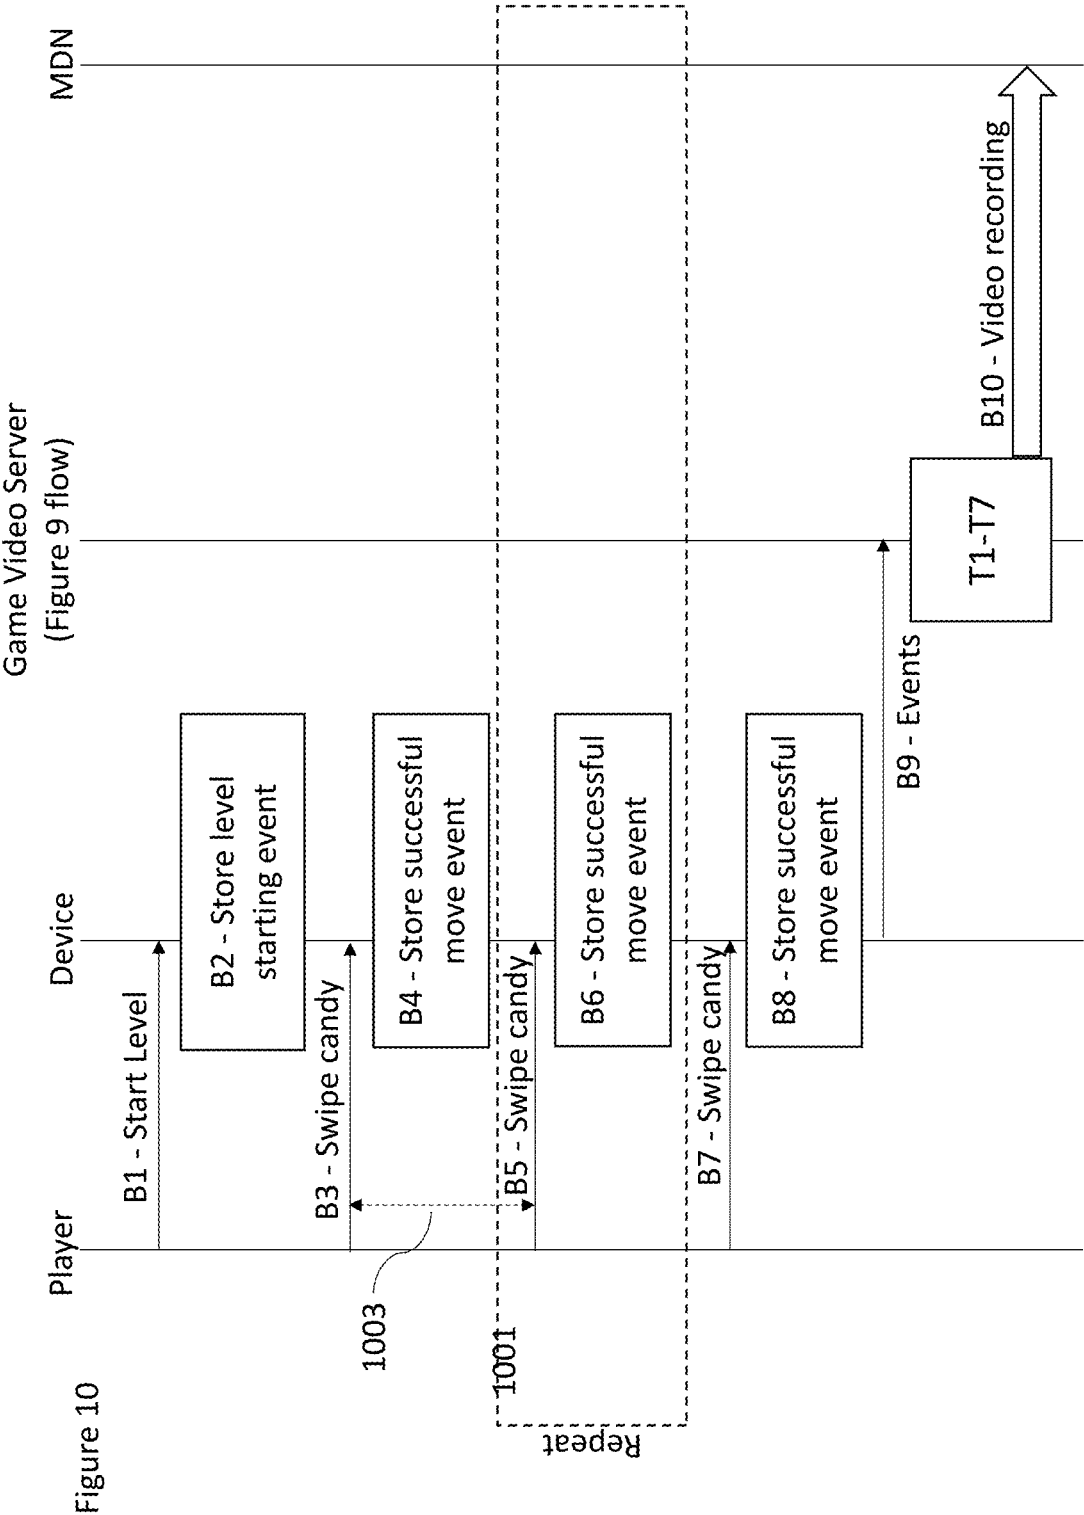 Figure 10
Player
Device
Game Video Server
(Figure 9 flow)
MDN
B1 - Start Level
B2 - Store level
starting event
B3 - Swipe candy
1003
B4 - Store successful
move event
1001
Repeat
B5 - Swipe candy
B6 - Store successful
move event
B7 - Swipe candy
B8 - Store successful
move event
B9 - Events
T1-T7
B10 - Video recording